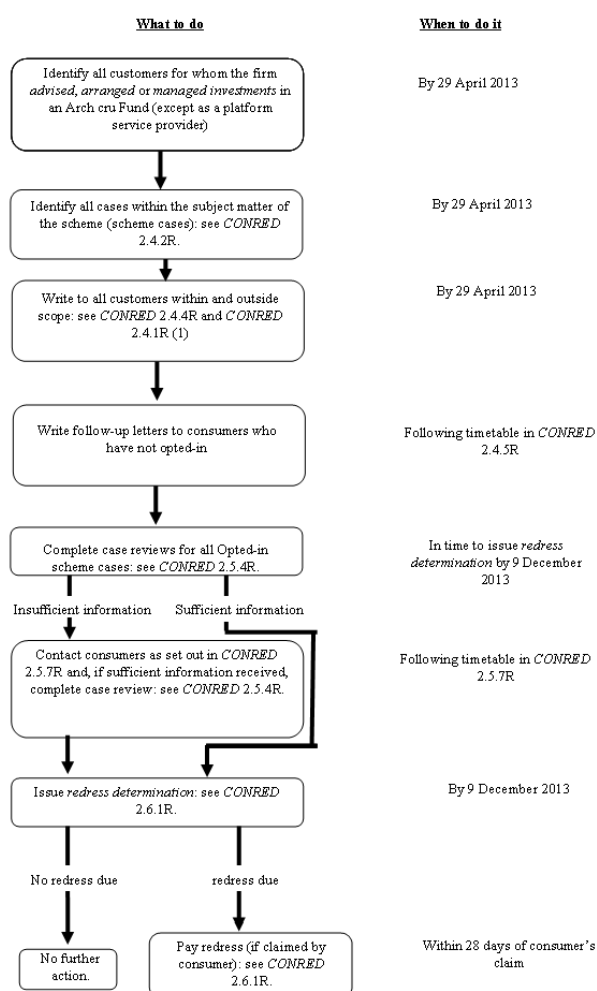 What to do
When to do it
Identify all customers for whom the firm
advised, arranged or managed investments in
an Arch cru Fund (except as a platform
service provider)
By 29 April 2013
Identify all cases within the subject matter of
the scheme (scheme cases): see CONRED
2.4.2R.
By 29 April 2013
Write to all customers within and outside
scope: see CONRED 2.4.4R and CONRED
2.4.1R (1)
By 29 April 2013
Write follow-up letters to consumers who
have not opted-in
Following timetable in CONRED
2.4.5R
Complete case reviews for all Opted-in
scheme cases: see CONRED 2.5.4R.
In time to issue redress
determination by 9 December
2013
Insufficient information
Sufficient information
Contact consumers as set out in CONRED
2.5.7R and, if sufficient information received,
complete case review: see CONRED 2.5.4R.
Following timetable in CONRED
2.5.7R
Issue redress determination: see CONRED
2.6.1R.
By 9 December 2013
No redress due
redress due
No further
action.
Pay redress (if claimed by
consumer): see CONRED
2.6.1R.
Within 28 days of consumer's
claim